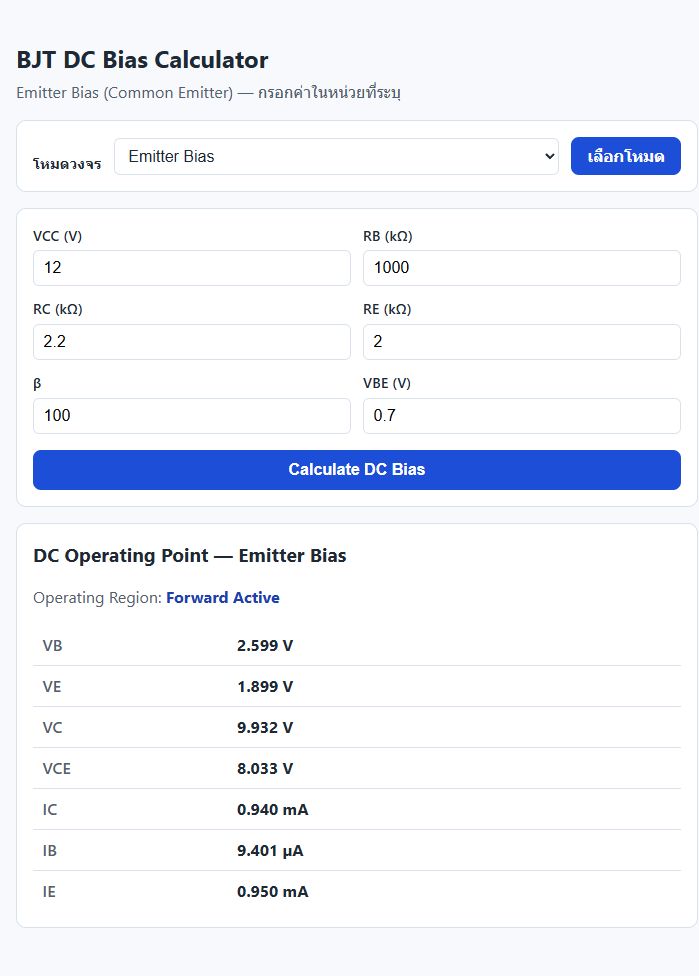 BJT DC Bias Calculator
Emitter Bias (Common Emitter) — กรอกค่าในหน่วยที่ระบุ
โหมดวงจร Emitter Bias เลือกโหมด
VCC (V) RB (kΩ)
12 1000
RC (kΩ) RE (kΩ)
2.2 2
β VBE (V)
100 0.7
Calculate DC Bias
DC Operating Point — Emitter Bias
Operating Region: Forward Active
VB 2.599 V
VE 1.899 V
VC 9.932 V
VCE 8.033 V
IC 0.940 mA
IB 9.401 µA
IE 0.950 mA